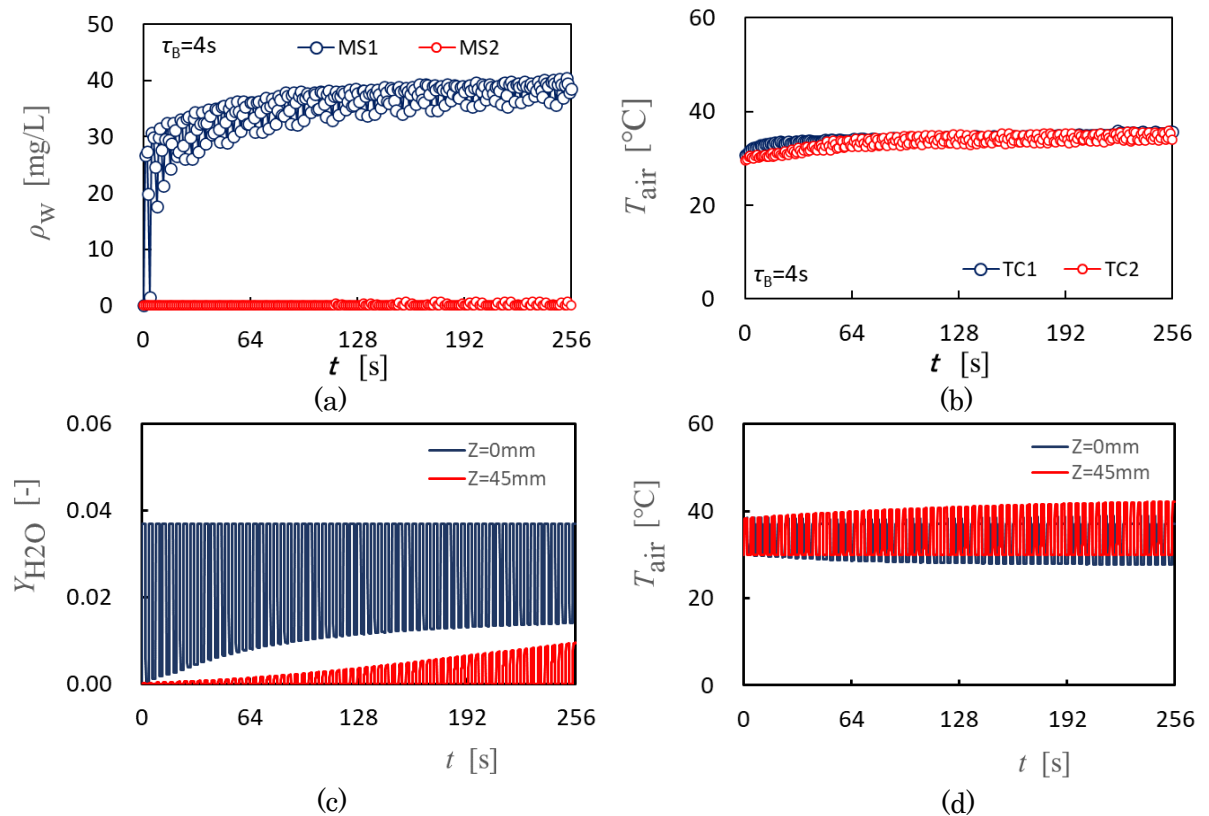 50
40
30
20
10
0
ρw [mg/L]
τB=4s
MS1
MS2
0
64
128
192
256
t [s]
(a)
60
40
20
0
Tair [°C]
TC1
TC2
τB=4s
0
64
128
192
256
t [s]
(b)
0.06
0.04
0.02
0.00
YH2O [-]
Z=0mm
Z=45mm
0
64
128
192
256
t [s]
(c)
60
40
20
0
Tair [°C]
Z=0mm
Z=45mm
0
64
128
192
256
t [s]
(d)